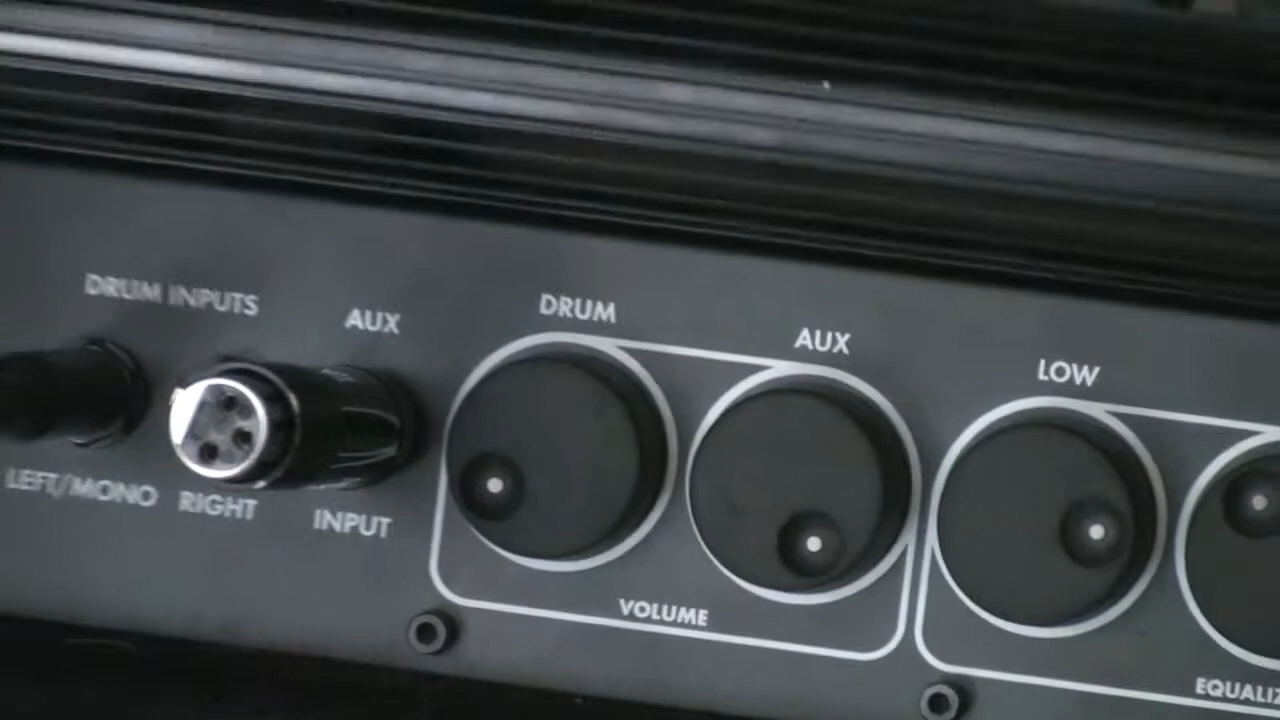 DRUM INPUTS
AUX
LEFT/MONO
RIGHT
INPUT
DRUM
AUX
VOLUME
LOW